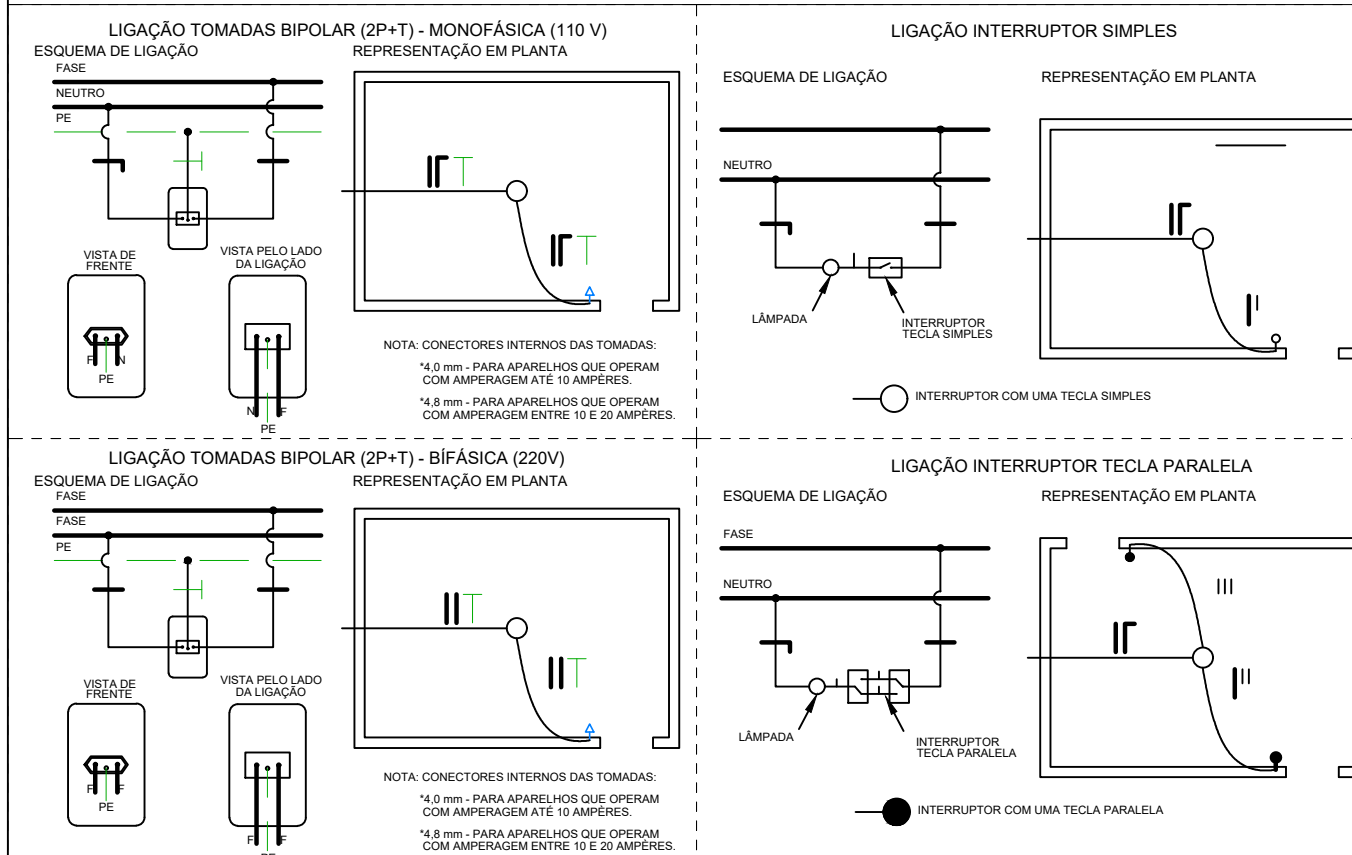 LIGAÇÃO TOMADAS BIPOLAR (2P+T) - MONOFÁSICA (110 V)
ESQUEMA DE LIGAÇÃO
REPRESENTAÇÃO EM PLANTA
FASE
NEUTRO
PE
VISTA DE
FRENTE
F N
PE
VISTA PELO LADO
DA LIGAÇÃO
N F
PE
NOTA: CONECTORES INTERNOS DAS TOMADAS:
*4,0 mm - PARA APARELHOS QUE OPERAM
COM AMPERAGEM ATÉ 10 AMPÈRES.
*4,8 mm - PARA APARELHOS QUE OPERAM
COM AMPERAGEM ENTRE 10 E 20 AMPÈRES.
LIGAÇÃO INTERRUPTOR SIMPLES
ESQUEMA DE LIGAÇÃO
REPRESENTAÇÃO EM PLANTA
NEUTRO
LÂMPADA
INTERRUPTOR
TECLA SIMPLES
INTERRUPTOR COM UMA TECLA SIMPLES
LIGAÇÃO TOMADAS BIPOLAR (2P+T) - BÍFÁSICA (220V)
ESQUEMA DE LIGAÇÃO
REPRESENTAÇÃO EM PLANTA
FASE
FASE
PE
VISTA DE
FRENTE
F F
PE
VISTA PELO LADO
DA LIGAÇÃO
F F
PE
NOTA: CONECTORES INTERNOS DAS TOMADAS:
*4,0 mm - PARA APARELHOS QUE OPERAM
COM AMPERAGEM ATÉ 10 AMPÈRES.
*4,8 mm - PARA APARELHOS QUE OPERAM
COM AMPERAGEM ENTRE 10 E 20 AMPÈRES.
LIGAÇÃO INTERRUPTOR TECLA PARALELA
ESQUEMA DE LIGAÇÃO
REPRESENTAÇÃO EM PLANTA
FASE
NEUTRO
LÂMPADA
INTERRUPTOR
TECLA PARALELA
INTERRUPTOR COM UMA TECLA PARALELA